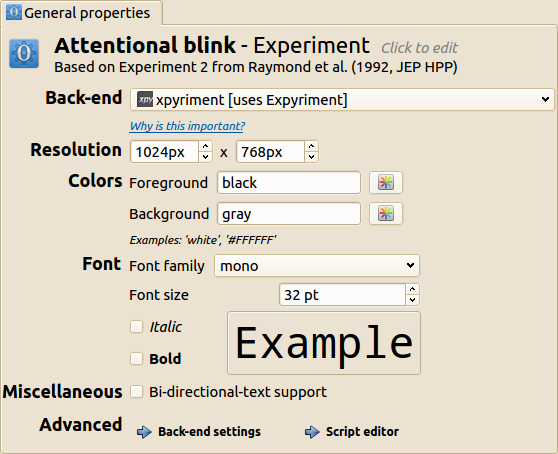 General properties
Attentional blink - Experiment Click to edit
Based on Experiment 2 from Raymond et al. (1992, JEP HPP)
Back-end xpy xpyriment [uses Expyriment]
Why is this important?
Resolution 1024px x 768px
Colors Foreground black
Background gray
Examples: 'white', '#FFFFFF'
Font Font family mono
Font size 32 pt
Italic
Bold
Example
Miscellaneous Bi-directional-text support
Advanced Back-end settings Script editor